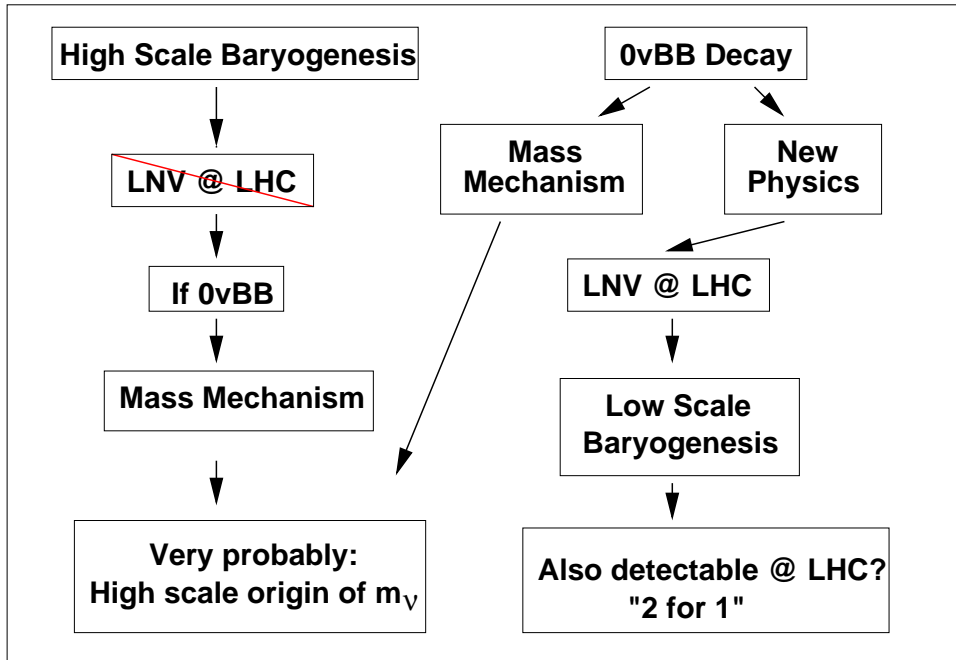 High Scale Baryogenesis
LNV @ LHC
If 0vBB
Mass Mechanism
Very probably:
High scale origin of mν
0vBB Decay
Mass
Mechanism
New
Physics
LNV @ LHC
Low Scale
Baryogenesis
Also detectable @ LHC?
"2 for 1"